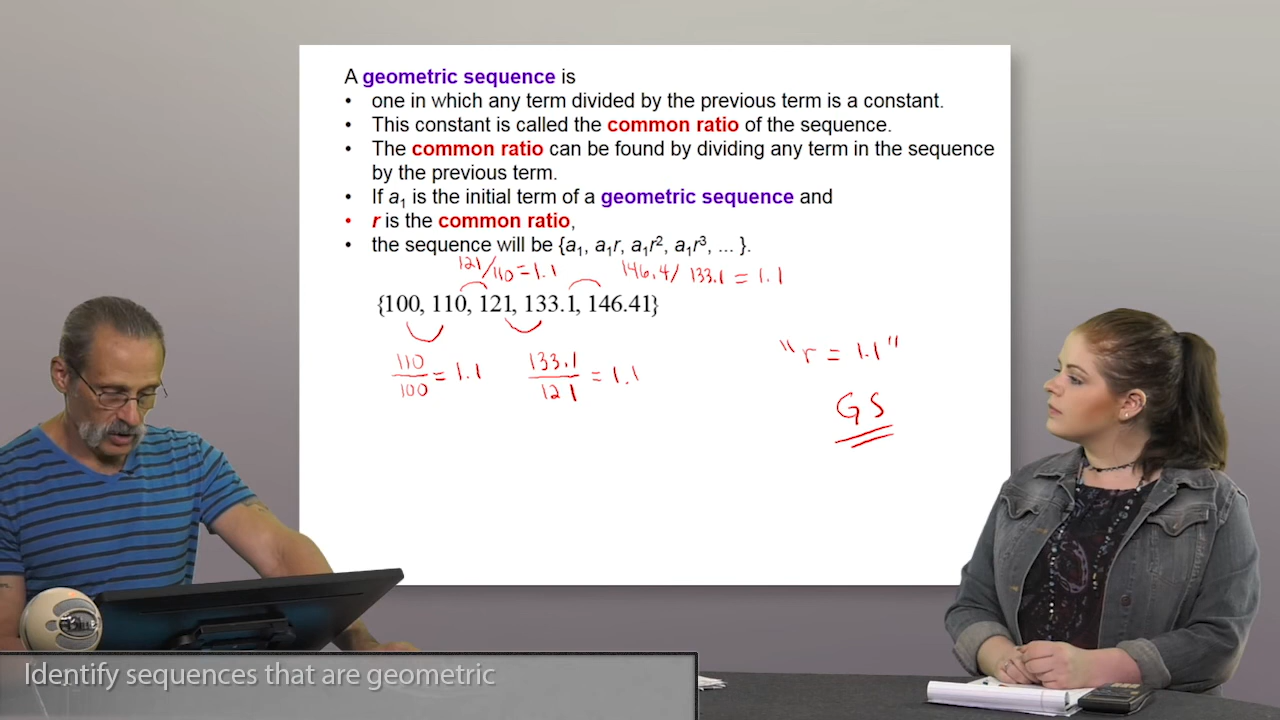 A geometric sequence is
• one in which any term divided by the previous term is a constant.
• This constant is called the common ratio of the sequence.
• The common ratio can be found by dividing any term in the sequence
by the previous term.
• If a₁ is the initial term of a geometric sequence and
• r is the common ratio,
• the sequence will be {a₁, a₁r, a₁r², a₁r³, ... }.
121/110 = 1.1 146.4/133.1 = 1.1
{100, 110, 121, 133.1, 146.41}
110/100 = 1.1 133.1/121 = 1.1
"r = 1.1"
GS
Blue
Identify sequences that are geometric